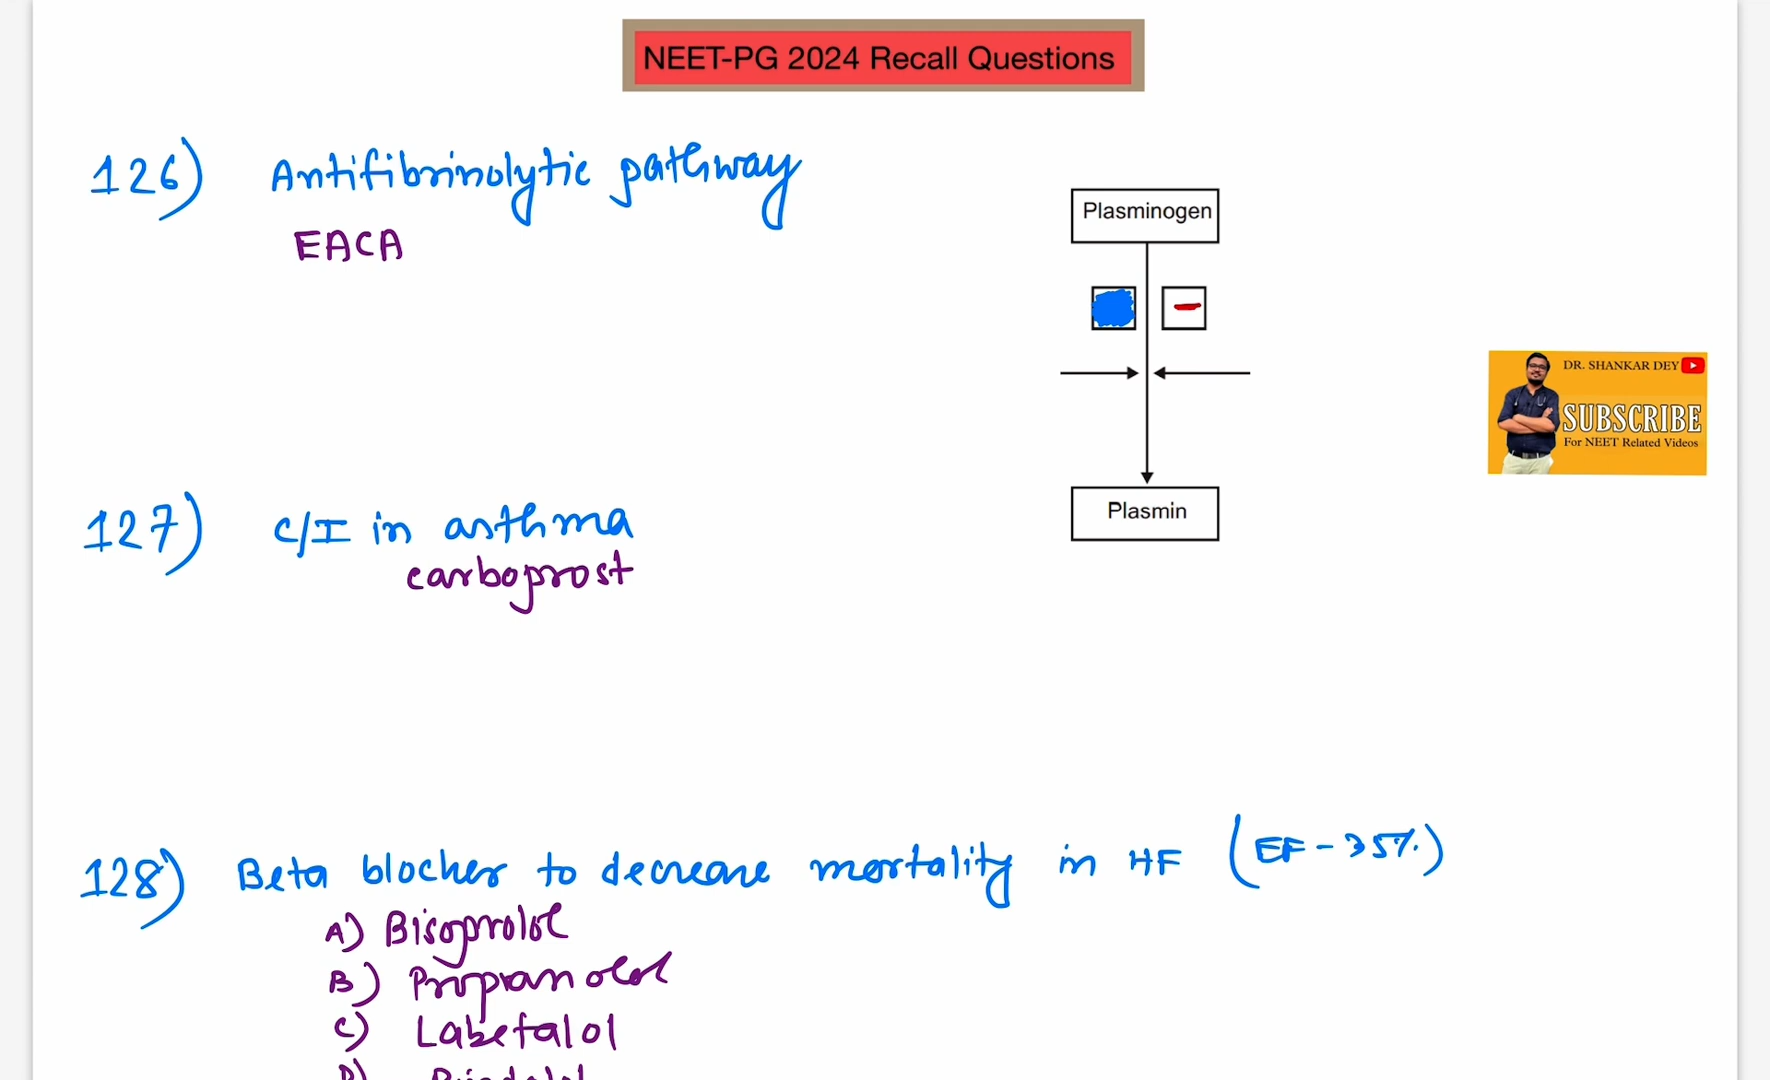 NEET-PG 2024 Recall Questions
126) Antifibrinolytic pathway
EACA
Plasminogen
-
Plasmin
DR. SHANKAR DEY
SUBSCRIBE
For NEET Related Videos
127) C/I in asthma
carboprost
128) Beta blocker to decrease mortality in HF (EF - 35%.)
A) Bisoprolol
B) Propranolol
C) Labetalol
D)